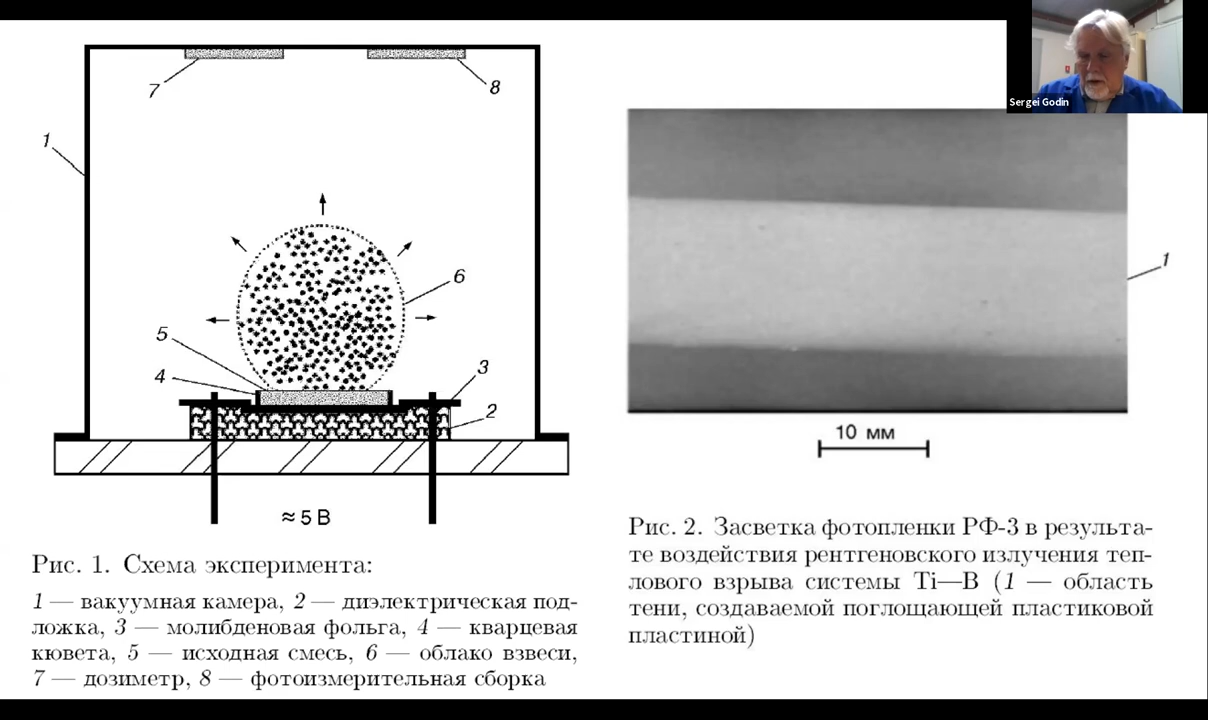 Sergei Godin
7
8
1
1
6
5
4
3
2
≈ 5 В
10 мм
Рис. 1. Схема эксперимента:
1 — вакуумная камера, 2 — диэлектрическая под-
ложка, 3 — молибденовая фольга, 4 — кварцевая
кювета, 5 — исходная смесь, 6 — облако взвеси,
7 — дозиметр, 8 — фотоизмерительная сборка
Рис. 2. Засветка фотопленки РФ-3 в результа-
те воздействия рентгеновского излучения теп-
лового взрыва системы Ti—B (1 — область
тени, создаваемой поглощающей пластиковой
пластиной)